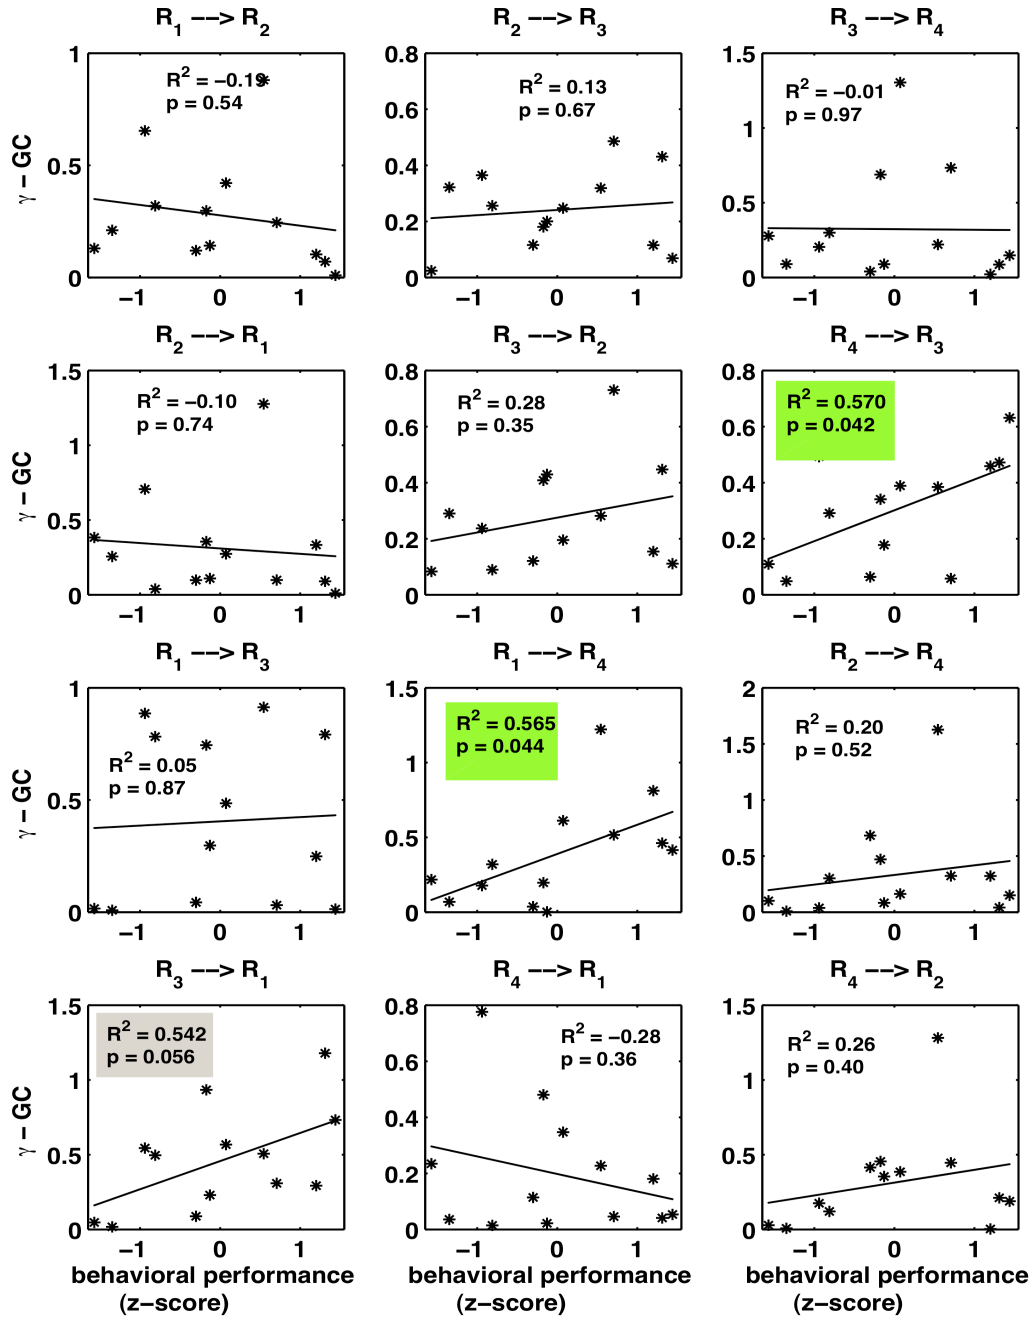 R1 −−> R2
R2 −−> R3
R3 −−> R4
1
0.5
0
γ − GC
R2 = −0.19
p = 0.54
−1 0 1
0.8
0.6
0.4
0.2
0
R2 = 0.13
p = 0.67
−1 0 1
1.5
1
0.5
0
R2 = −0.01
p = 0.97
−1 0 1
R2 −−> R1
R3 −−> R2
R4 −−> R3
1.5
1
0.5
0
γ − GC
R2 = −0.10
p = 0.74
−1 0 1
0.8
0.6
0.4
0.2
0
R2 = 0.28
p = 0.35
−1 0 1
0.8
0.6
0.4
0.2
0
R2 = 0.570
p = 0.042
−1 0 1
R1 −−> R3
R1 −−> R4
R2 −−> R4
1
0.5
0
γ − GC
R2 = 0.05
p = 0.87
−1 0 1
1.5
1
0.5
0
R2 = 0.565
p = 0.044
−1 0 1
2
1.5
1
0.5
0
R2 = 0.20
p = 0.52
−1 0 1
R3 −−> R1
R4 −−> R1
R4 −−> R2
1.5
1
0.5
0
γ − GC
R2 = 0.542
p = 0.056
−1 0 1
behavioral performance
(z−score)
0.8
0.6
0.4
0.2
0
R2 = −0.28
p = 0.36
−1 0 1
behavioral performance
(z−score)
1.5
1
0.5
0
R2 = 0.26
p = 0.40
−1 0 1
behavioral performance
(z−score)